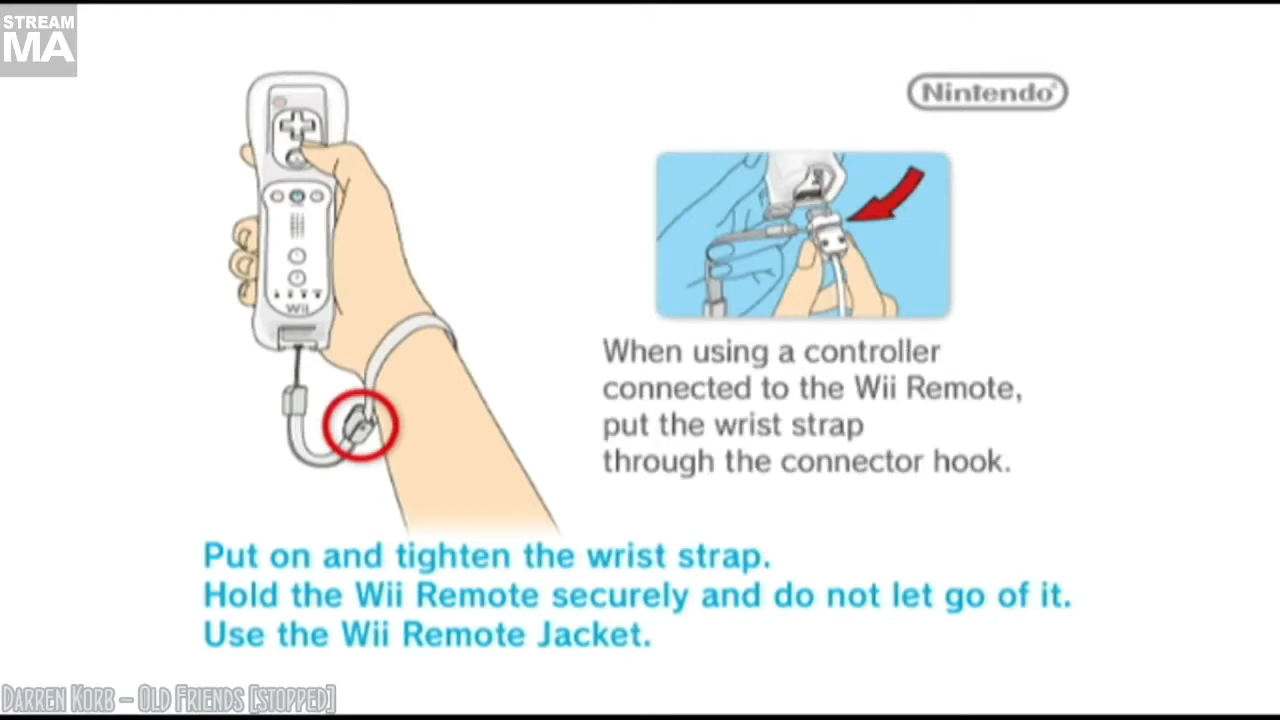 STREAM
MA
Nintendo
Wii
When using a controller
connected to the Wii Remote,
put the wrist strap
through the connector hook.
Put on and tighten the wrist strap.
Hold the Wii Remote securely and do not let go of it.
Use the Wii Remote Jacket.
Darren Korb – Old Friends [stopped]